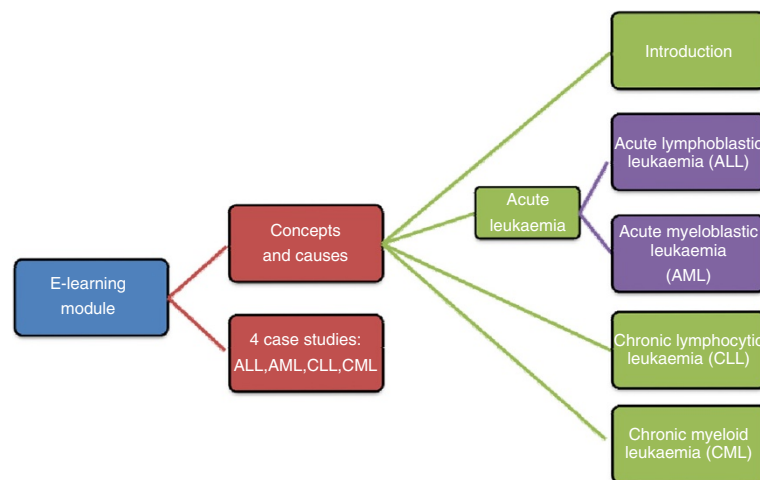 Introduction
Acute lymphoblastic
leukaemia (ALL)
Acute
leukaemia
Acute myeloblastic
leukaemia
(AML)
Concepts
and causes
E-learning
module
4 case studies:
ALL,AML,CLL,CML
Chronic lymphocytic
leukaemia (CLL)
Chronic myeloid
leukaemia (CML)